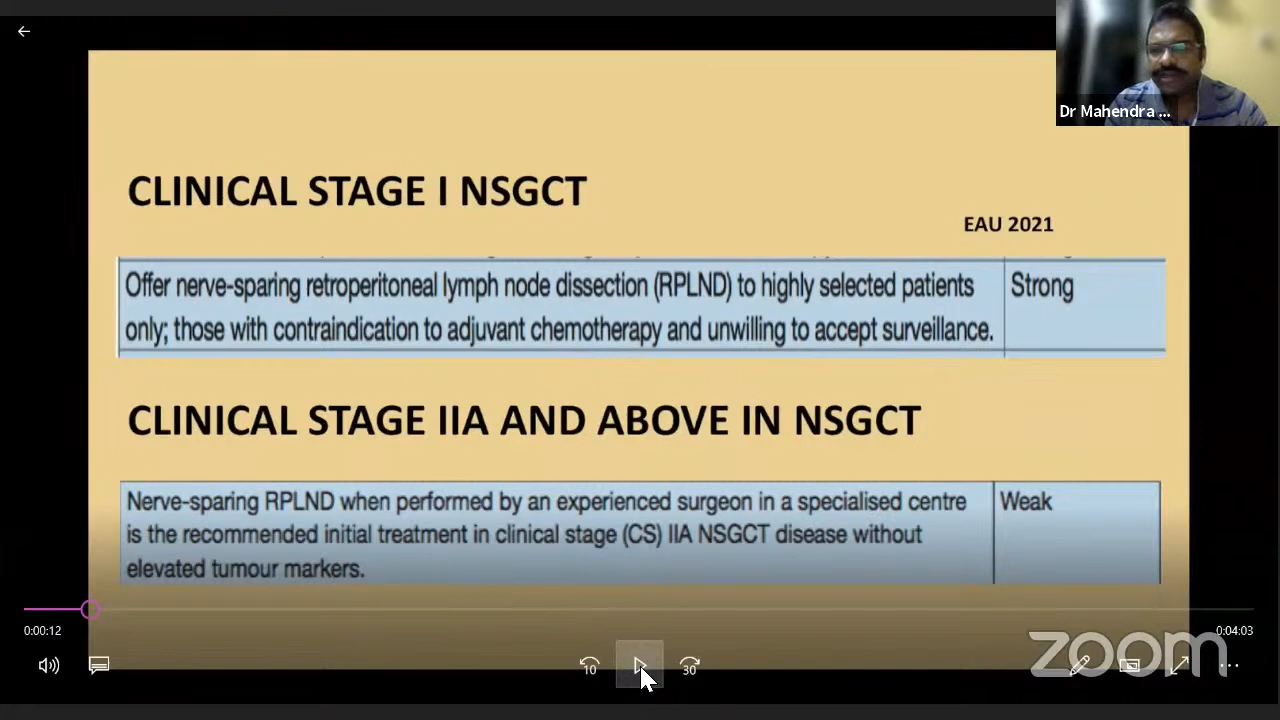 Dr Mahendra ...
CLINICAL STAGE I NSGCT
EAU 2021
Offer nerve-sparing retroperitoneal lymph node dissection (RPLND) to highly selected patients
only; those with contraindication to adjuvant chemotherapy and unwilling to accept surveillance.
Strong
CLINICAL STAGE IIA AND ABOVE IN NSGCT
Nerve-sparing RPLND when performed by an experienced surgeon in a specialised centre
is the recommended initial treatment in clinical stage (CS) IIA NSGCT disease without
elevated tumour markers.
Weak
0:00:12
0:04:03
10
30
zoom